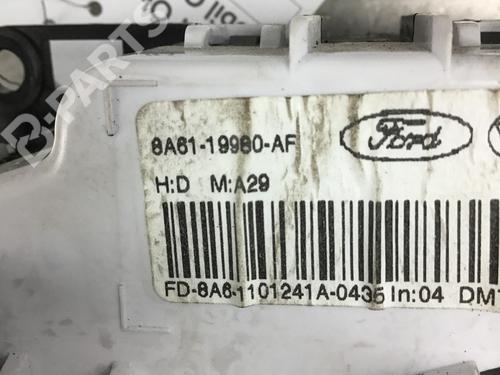 B-PARTS
8A61-19980-AF
Ford
H:D M:A29
FD-8A6-1101241A-0435 In:04 DM